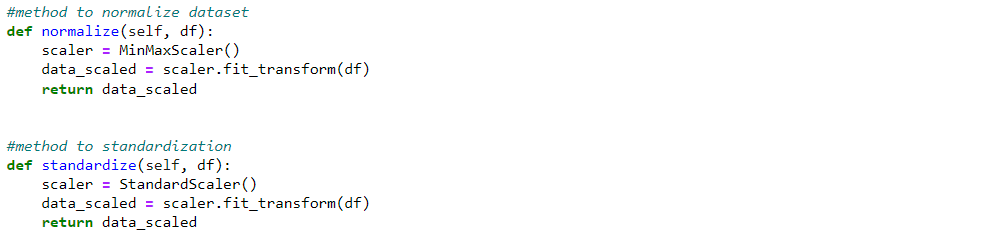 #method to normalize dataset
def normalize(self, df):
    scaler = MinMaxScaler()
    data_scaled = scaler.fit_transform(df)
    return data_scaled
#method to standardization
def standardize(self, df):
    scaler = StandardScaler()
    data_scaled = scaler.fit_transform(df)
    return data_scaled